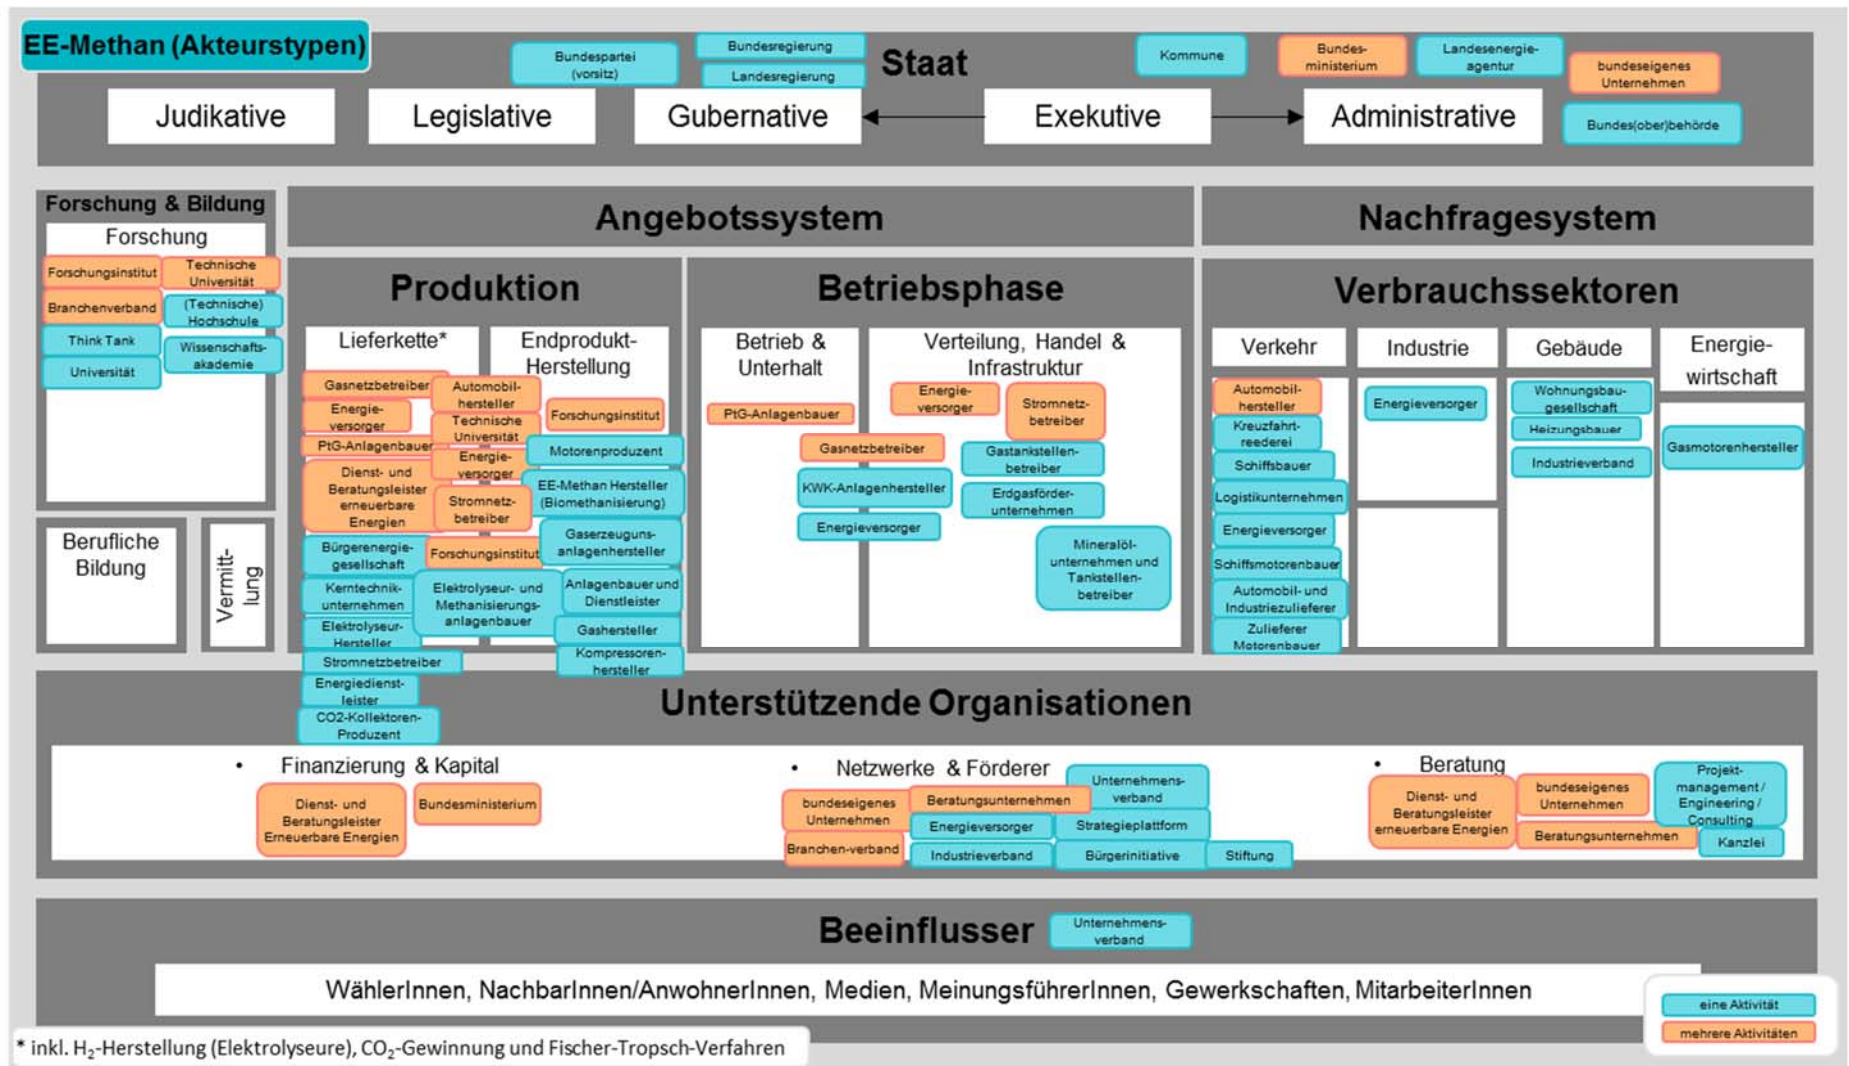 EE-Methan (Akteurstypen)
Bundespartei
(vorsitz)
Bundesregierung
Landesregierung
Staat
Kommune
Bundes-
ministerium
Landesenergie-
agentur
bundeseigenes
Unternehmen
Bundes(ober)behörde
Judikative
Legislative
Gubernative
Exekutive
Administrative
Forschung & Bildung
Forschung
Forschungsinstitut
Technische
Universität
Branchenverband
(Technische)
Hochschule
Think Tank
Wissenschafts-
akademie
Universität
Berufliche
Bildung
Vermitt-
lung
Angebotssystem
Produktion
Lieferkette*
Gasnetzbetreiber
Energie-
versorger
PtG-Anlagenbauer
Dienst- und
Beratungsleister
erneuerbare
Energien
Bürgerenergie-
gesellschaft
Kerntechnik-
unternehmen
Elektrolyseur-
Hersteller
Stromnetzbetreiber
Energiedienst-
leister
CO2-Kollektoren-
Produzent
Automobil-
hersteller
Technische
Universität
Energie-
versorger
Stromnetz-
betreiber
Forschungsinstitut
Elektrolyseur- und
Methanisierungs-
anlagenbauer
Endprodukt-
Herstellung
Forschungsinstitut
Motorenproduzent
EE-Methan Hersteller
(Biomethanisierung)
Gaserzeuguns-
anlagenhersteller
Anlagenbauer und
Dienstleister
Gashersteller
Kompressoren-
hersteller
Betriebsphase
Betrieb &
Unterhalt
PtG-Anlagenbauer
Gasnetzbetreiber
KWK-Anlagenhersteller
Energieversorger
Verteilung, Handel &
Infrastruktur
Energie-
versorger
Stromnetz-
betreiber
Gastankstellen-
betreiber
Erdgasförder-
unternehmen
Mineralöl-
unternehmen und
Tankstellen-
betreiber
Nachfragesystem
Verbrauchssektoren
Verkehr
Automobil-
hersteller
Kreuzfahrt-
reederei
Schiffsbauer
Logistikunternehmen
Energieversorger
Schiffsmotorenbauer
Automobil- und
Industriezulieferer
Zulieferer
Motorenbauer
Industrie
Energieversorger
Gebäude
Wohnungsbau-
gesellschaft
Heizungsbauer
Industrieverband
Energie-
wirtschaft
Gasmotorenhersteller
Unterstützende Organisationen
• Finanzierung & Kapital
Dienst- und
Beratungsleister
Erneuerbare Energien
Bundesministerium
• Netzwerke & Förderer
bundeseigenes
Unternehmen
Branchen-verband
Beratungsunternehmen
Energieversorger
Industrieverband
Unternehmens-
verband
Strategieplattform
Bürgerinitiative
Stiftung
• Beratung
Dienst- und
Beratungsleister
erneuerbare Energien
bundeseigenes
Unternehmen
Beratungsunternehmen
Projekt-
management /
Engineering /
Consulting
Kanzlei
Beeinflusser
Unternehmens-
verband
WählerInnen, NachbarInnen/AnwohnerInnen, Medien, MeinungsführerInnen, Gewerkschaften, MitarbeiterInnen
eine Aktivität
mehrere Aktivitäten
* inkl. H₂-Herstellung (Elektrolyseure), CO₂-Gewinnung und Fischer-Tropsch-Verfahren